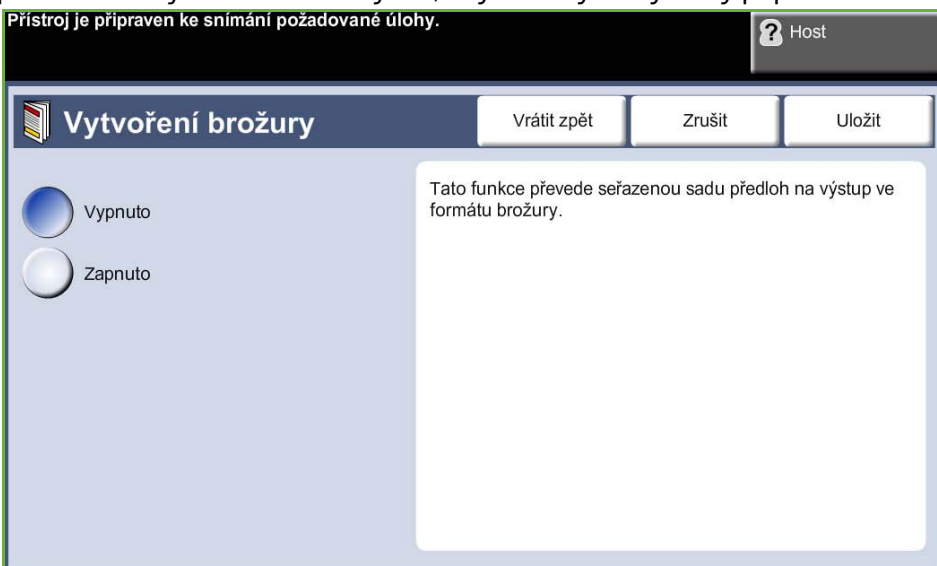 Přístroj je připraven ke snímání požadované úlohy.
Host
Vytvoření brožury
Vrátit zpět
Zrušit
Uložit
Vypnuto
Zapnuto
Tato funkce převede seřazenou sadu předloh na výstup ve
formátu brožury.